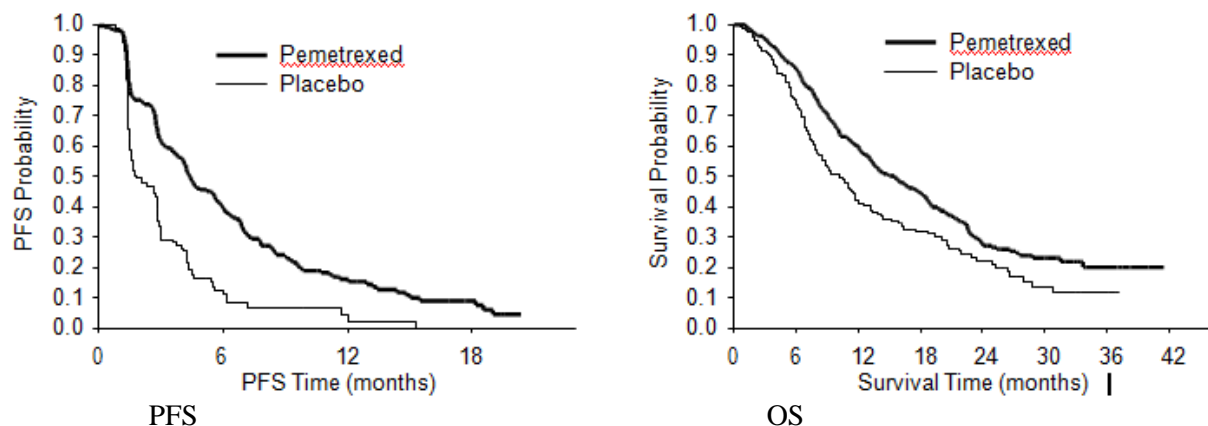 1.0
0.9
0.8
0.7
0.6
0.5
0.4
0.3
0.2
0.1
0.0
PFS Probability
Pemetrexed
Placebo
0 6 12 18
PFS Time (months)
PFS
1.0
0.9
0.8
0.7
0.6
0.5
0.4
0.3
0.2
0.1
0.0
Survival Probability
Pemetrexed
Placebo
0 6 12 18 24 30 36 42
Survival Time (months)
OS